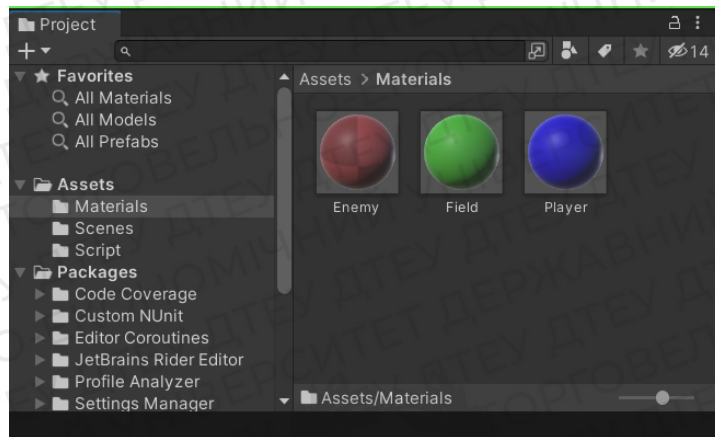 Project
14
Favorites
All Materials
All Models
All Prefabs
Assets
Materials
Scenes
Script
Packages
Code Coverage
Custom NUnit
Editor Coroutines
JetBrains Rider Editor
Profile Analyzer
Settings Manager
Assets > Materials
Enemy
Field
Player
Assets/Materials